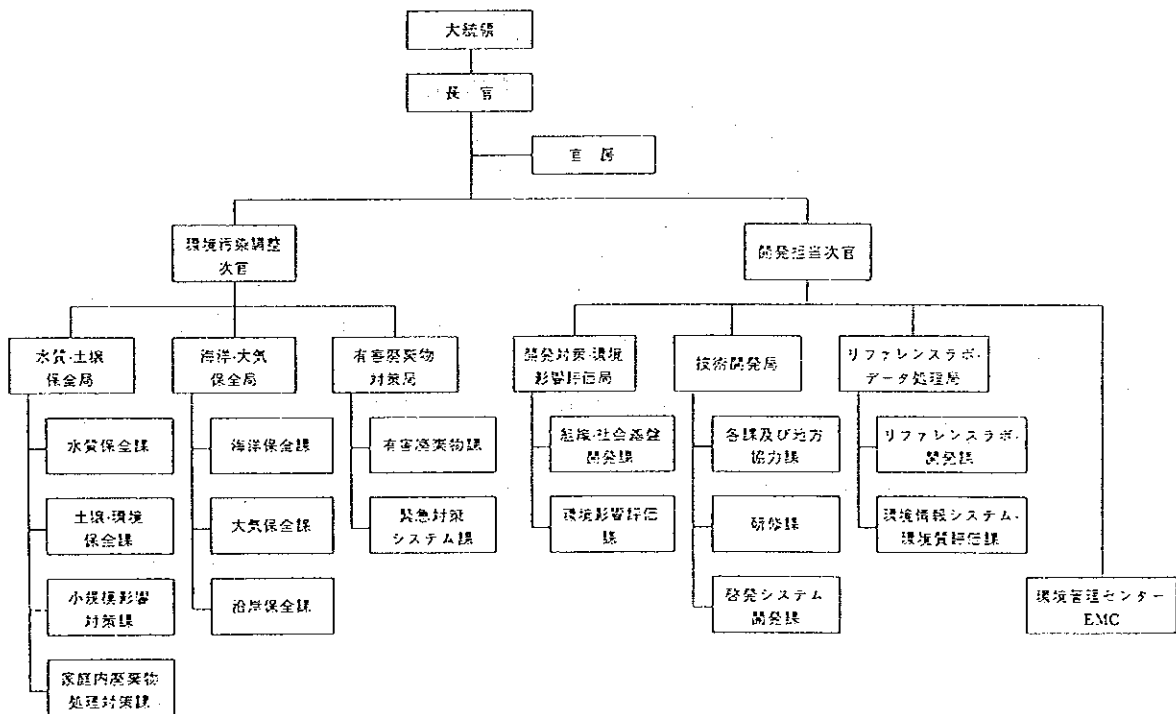 大統領
長官
官房
環境汚染調整
次官
開発担当次官
水質・土壌
保全局
海洋・大気
保全局
有害廃棄物
対策局
開発対策・環境
影響評価局
技術開発局
リファレンスラボ・
データ処理局
水質保全課
海洋保全課
有害廃棄物課
組織・社会基盤
開発課
各課及び地方
協力課
リファレンスラボ・
開発課
土壌・環境
保全課
大気保全課
緊急対策
システム課
環境影響評価
課
研修課
環境情報システム・
環境質評価課
小規模影響
対策課
沿岸保全課
啓発システム
開発課
環境管理センター
EMC
家庭内廃棄物
処理対策課